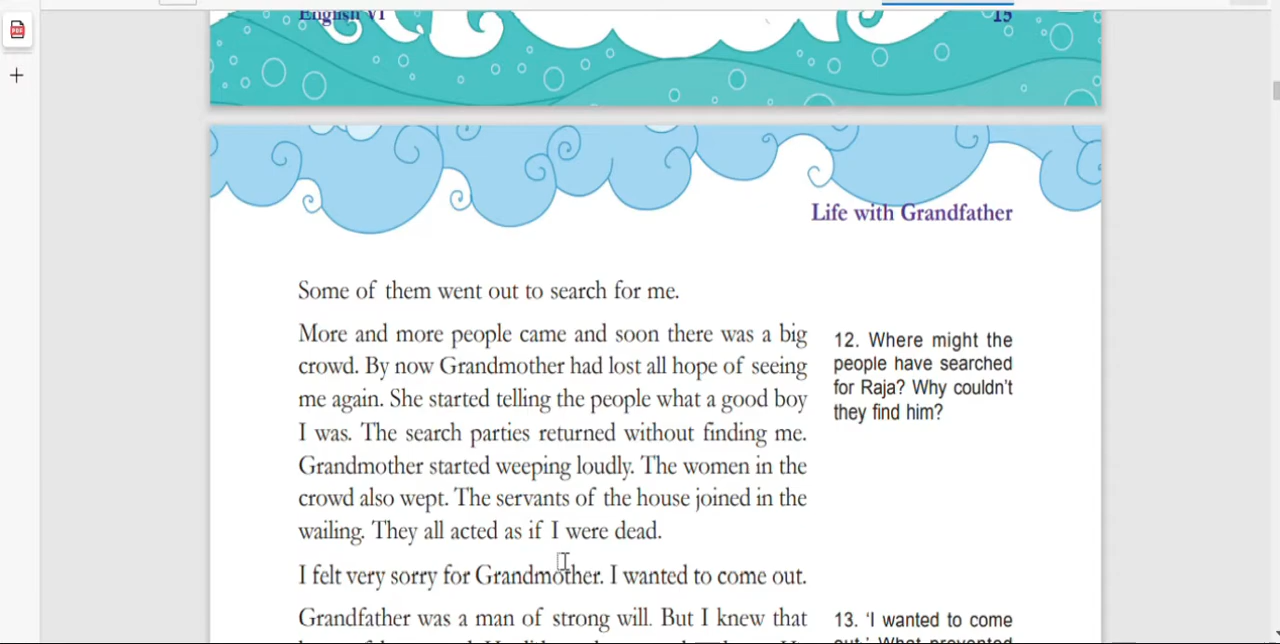 PDF
English VI
15
Life with Grandfather
Some of them went out to search for me.
More and more people came and soon there was a big
crowd. By now Grandmother had lost all hope of seeing
me again. She started telling the people what a good boy
I was. The search parties returned without finding me.
Grandmother started weeping loudly. The women in the
crowd also wept. The servants of the house joined in the
wailing. They all acted as if I were dead.
12. Where might the
people have searched
for Raja? Why couldn't
they find him?
I felt very sorry for Grandmother. I wanted to come out.
Grandfather was a man of strong will. But I knew that
13. 'I wanted to come